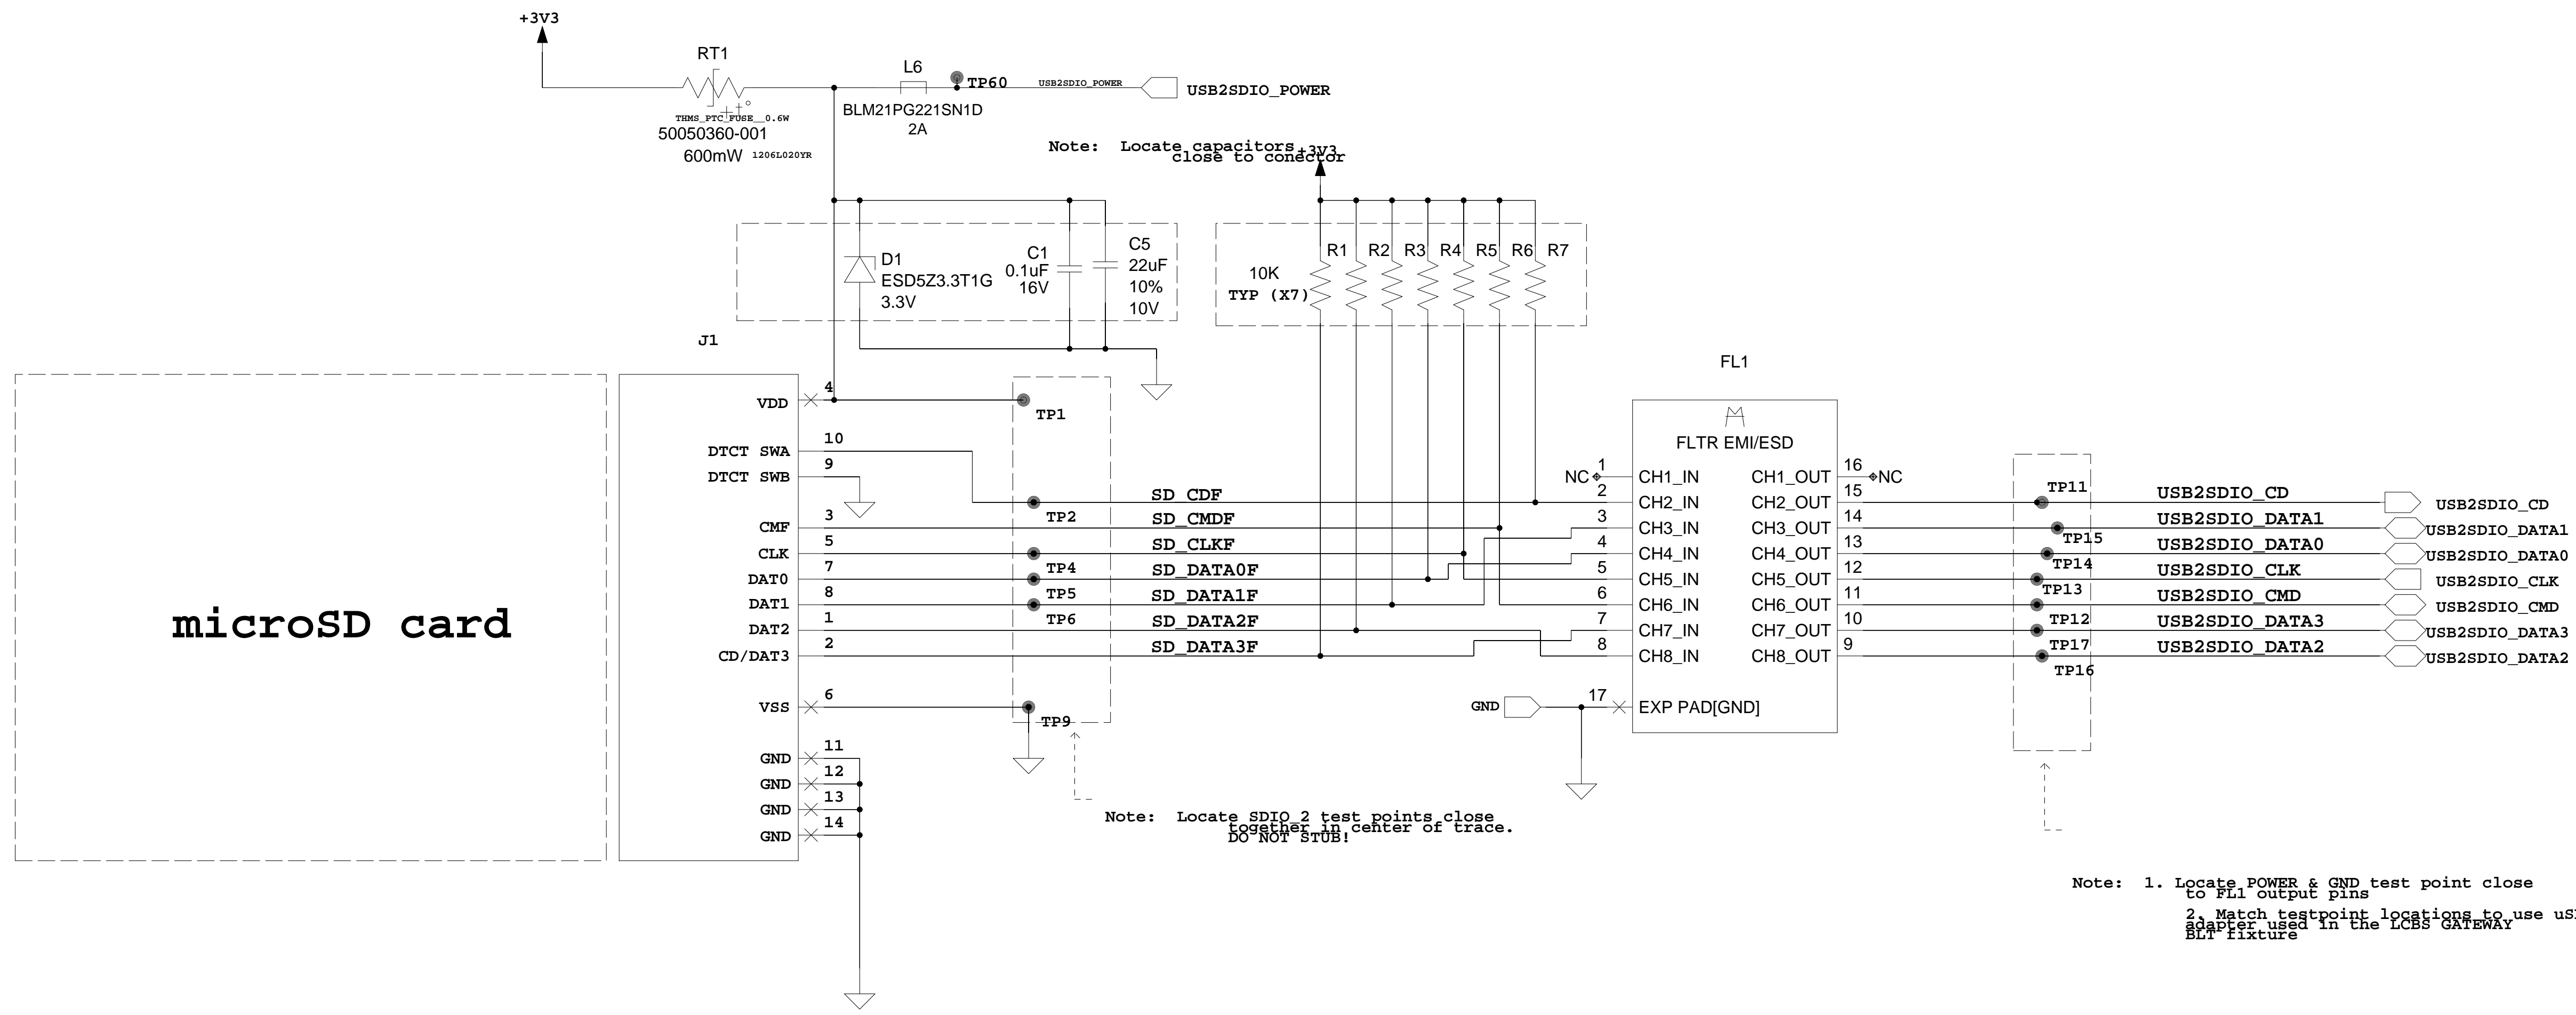 +3V3
RT1
THMS_PTC_FUSE__0.6W
50050360-001
600mW 1206L020YR
L6
BLM21PG221SN1D
2A
TP60
USB2SDIO_POWER
USB2SDIO_POWER
Note: Locate capacitors
close to conector
+3V3
D1
ESD5Z3.3T1G
3.3V
C1
0.1uF
16V
C5
22uF
10%
10V
10K
TYP (X7)
R1
R2
R3
R4
R5
R6
R7
J1
microSD card
VDD 4
DTCT SWA 10
DTCT SWB 9
CMF 3
CLK 5
DAT0 7
DAT1 8
DAT2 1
CD/DAT3 2
VSS 6
GND 11
GND 12
GND 13
GND 14
TP1
TP2
TP4
TP5
TP6
TP9
SD_CDF
SD_CMDF
SD_CLKF
SD_DATA0F
SD_DATA1F
SD_DATA2F
SD_DATA3F
FL1
FLTR EMI/ESD
NC 1 CH1_IN CH1_OUT 16 NC
2 CH2_IN CH2_OUT 15
3 CH3_IN CH3_OUT 14
4 CH4_IN CH4_OUT 13
5 CH5_IN CH5_OUT 12
6 CH6_IN CH6_OUT 11
7 CH7_IN CH7_OUT 10
8 CH8_IN CH8_OUT 9
GND 17 EXP PAD[GND]
TP11
TP15
TP14
TP13
TP12
TP17
TP16
USB2SDIO_CD USB2SDIO_CD
USB2SDIO_DATA1 USB2SDIO_DATA1
USB2SDIO_DATA0 USB2SDIO_DATA0
USB2SDIO_CLK USB2SDIO_CLK
USB2SDIO_CMD USB2SDIO_CMD
USB2SDIO_DATA3 USB2SDIO_DATA3
USB2SDIO_DATA2 USB2SDIO_DATA2
Note: Locate SDIO_2 test points close
together in center of trace.
DO NOT STUB!
Note: 1. Locate POWER & GND test point close
to FL1 output pins
2. Match testpoint locations to use uS
adapter used in the LCBS GATEWAY
BLT fixture